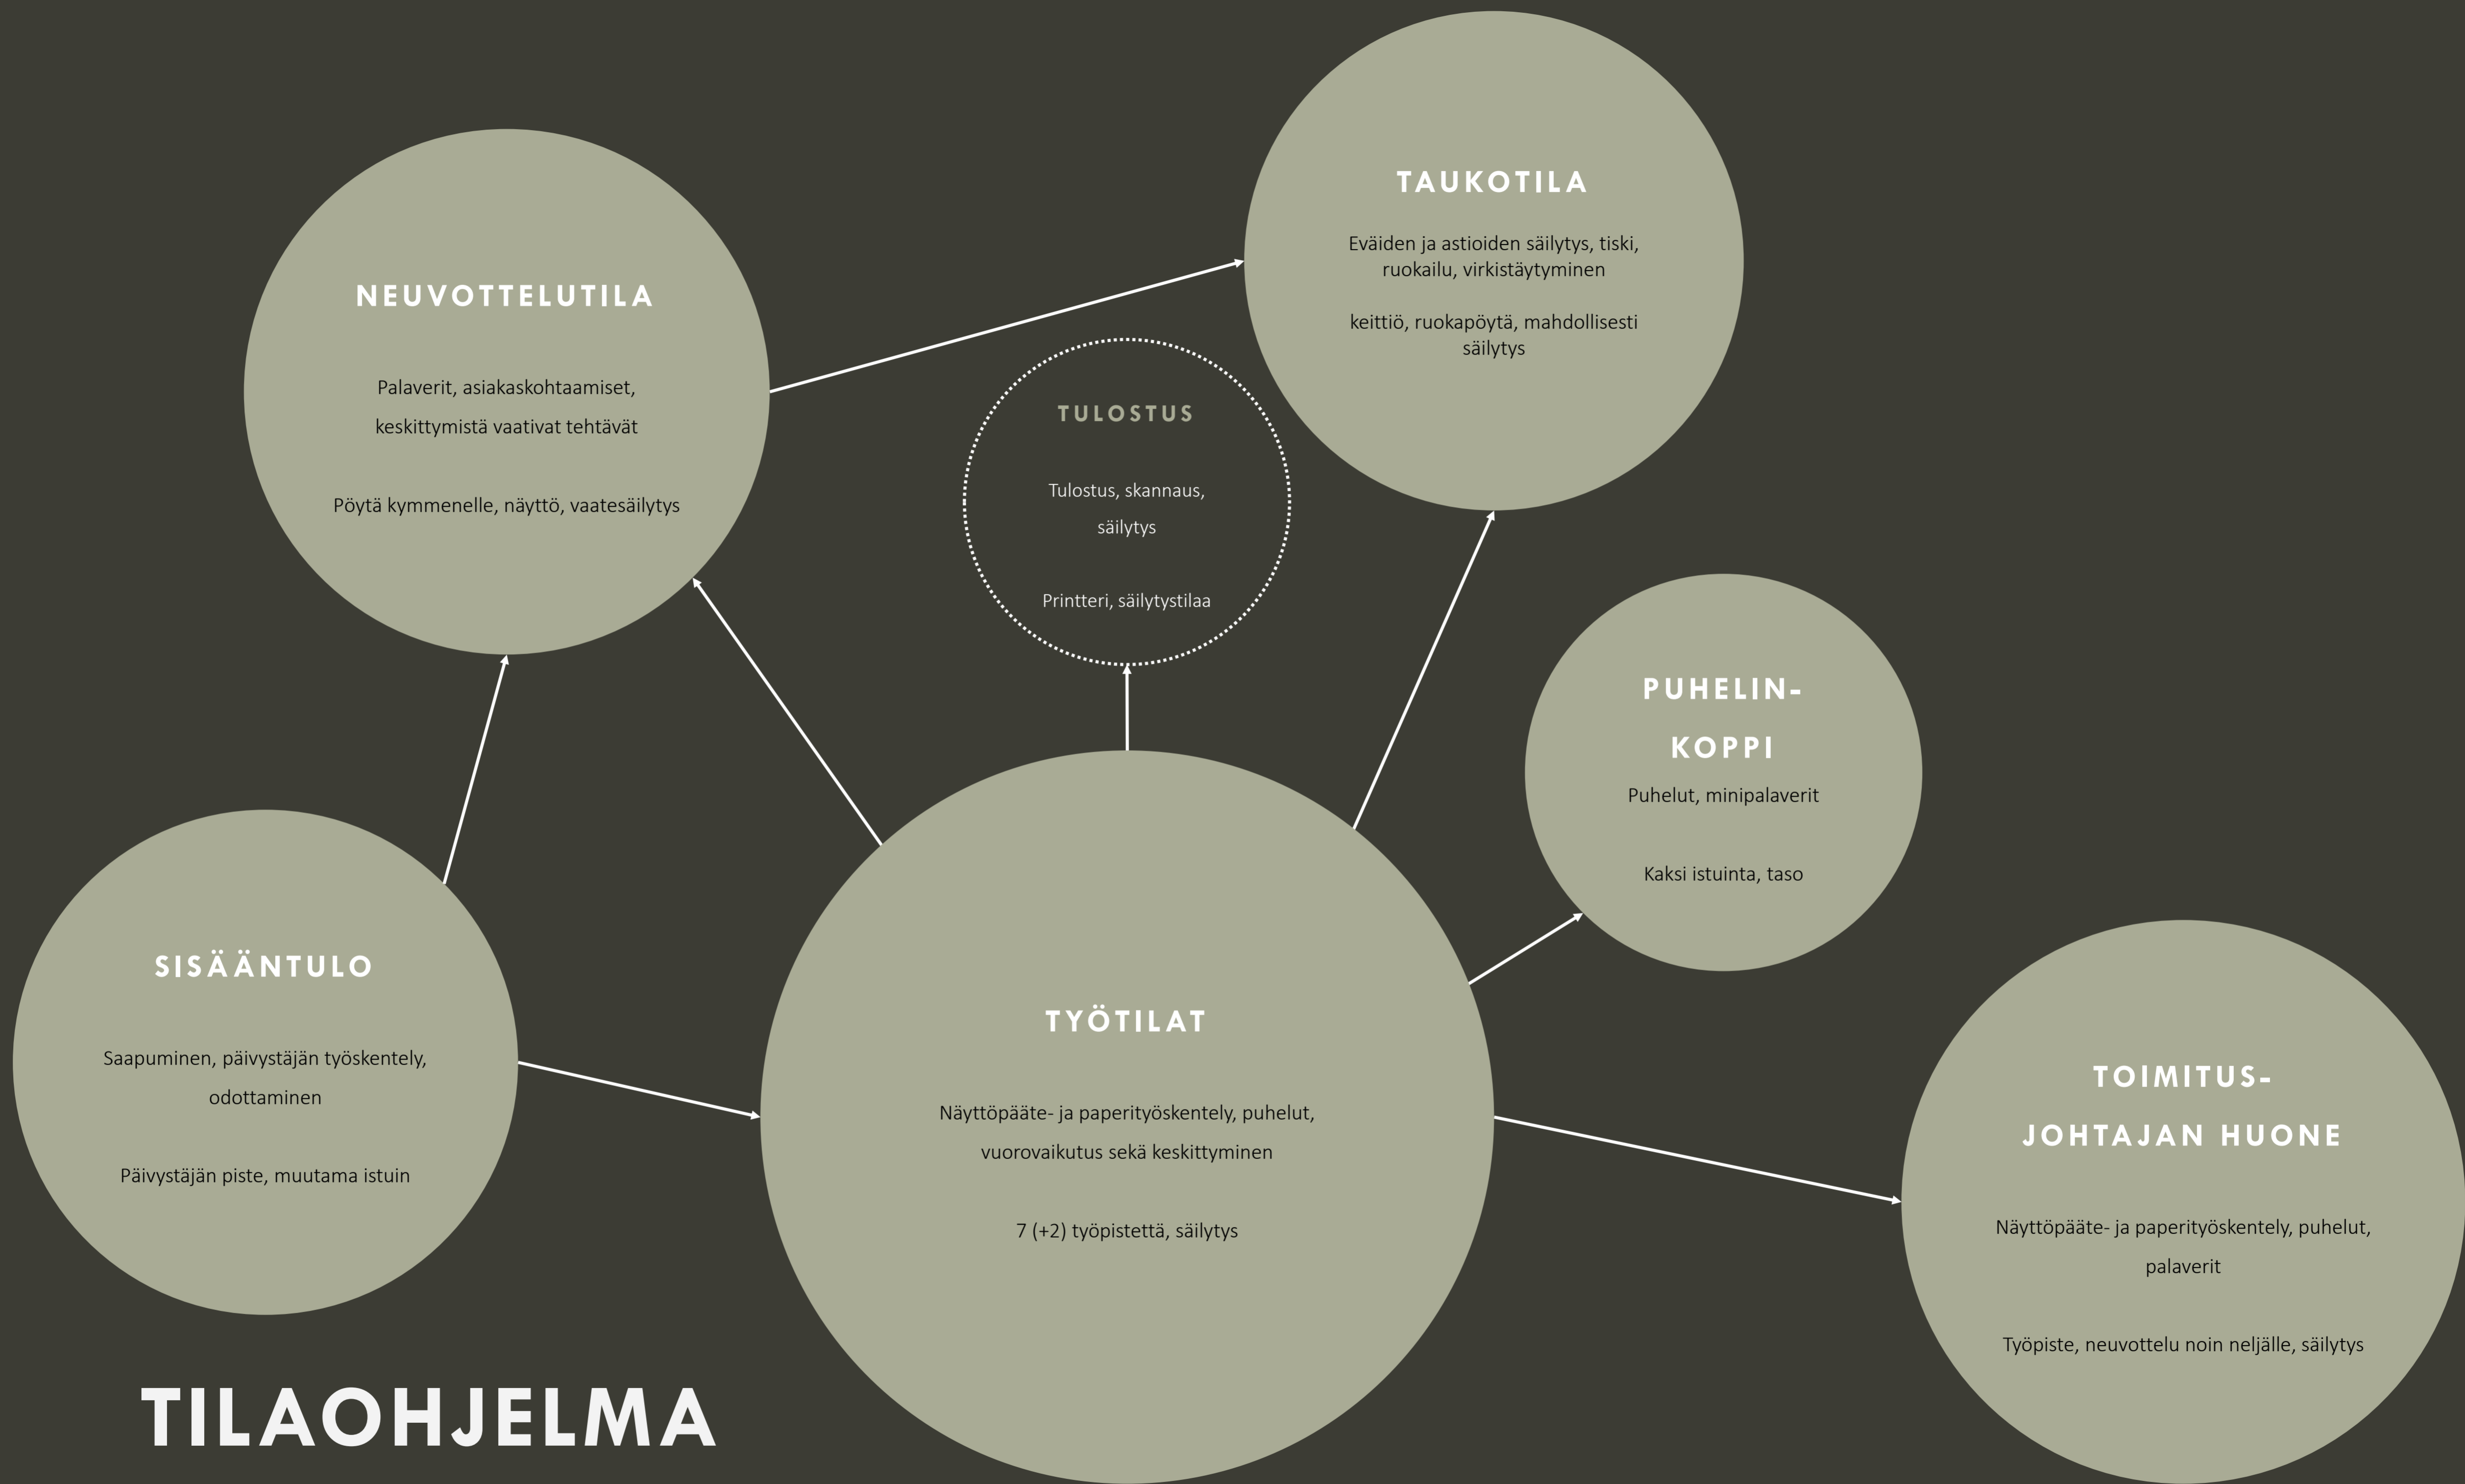 TAUKOTILA
Eväiden ja astioiden säilytys, tiski,
ruokailu, virkistäytyminen
keittiö, ruokapöytä, mahdollisesti
säilytys
NEUVOTTELUTILA
Palaverit, asiakaskohtaamiset,
keskittymistä vaativat tehtävät
Pöytä kymmenelle, näyttö, vaatesäilytys
TULOSTUS
Tulostus, skannaus,
säilytys
Printteri, säilytystilaa
PUHELIN-
KOPPI
Puhelut, minipalaverit
Kaksi istuinta, taso
SISÄÄNTULO
Saapuminen, päivystäjän työskentely,
odottaminen
Päivystäjän piste, muutama istuin
TYÖTILAT
Näyttöpääte- ja paperityöskentely, puhelut,
vuorovaikutus sekä keskittyminen
7 (+2) työpistettä, säilytys
TOIMITUS-
JOHTAJAN HUONE
Näyttöpääte- ja paperityöskentely, puhelut,
palaverit
Työpiste, neuvottelu noin neljälle, säilytys
TILAOHJELMA